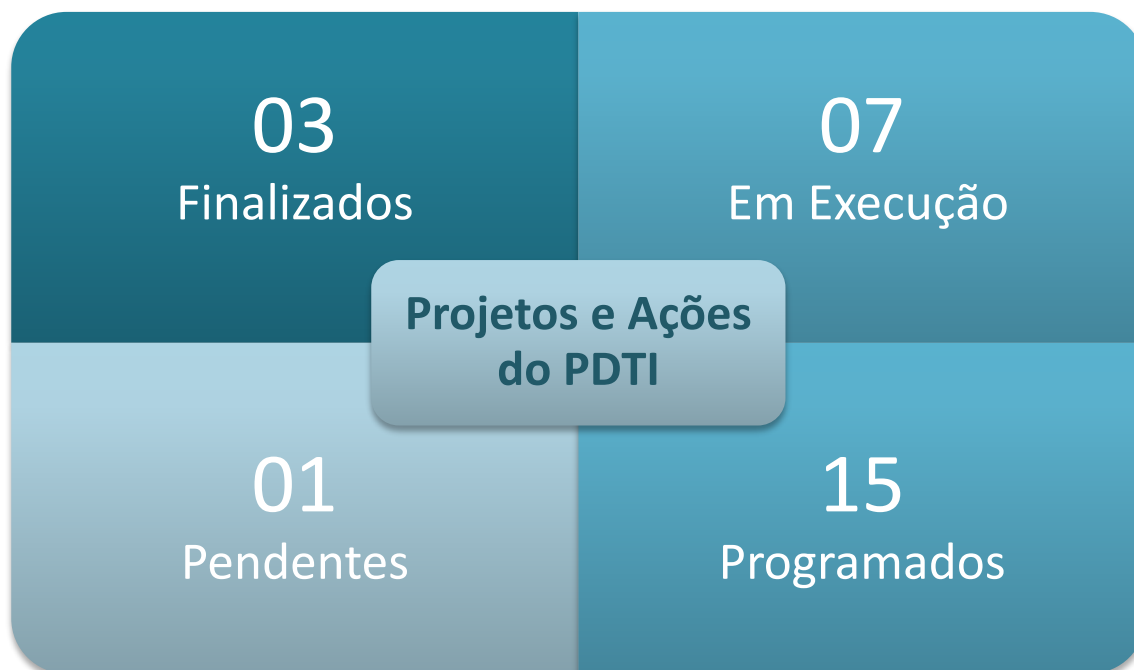 03
Finalizados
07
Em Execução
Projetos e Ações
do PDTI
01
Pendentes
15
Programados